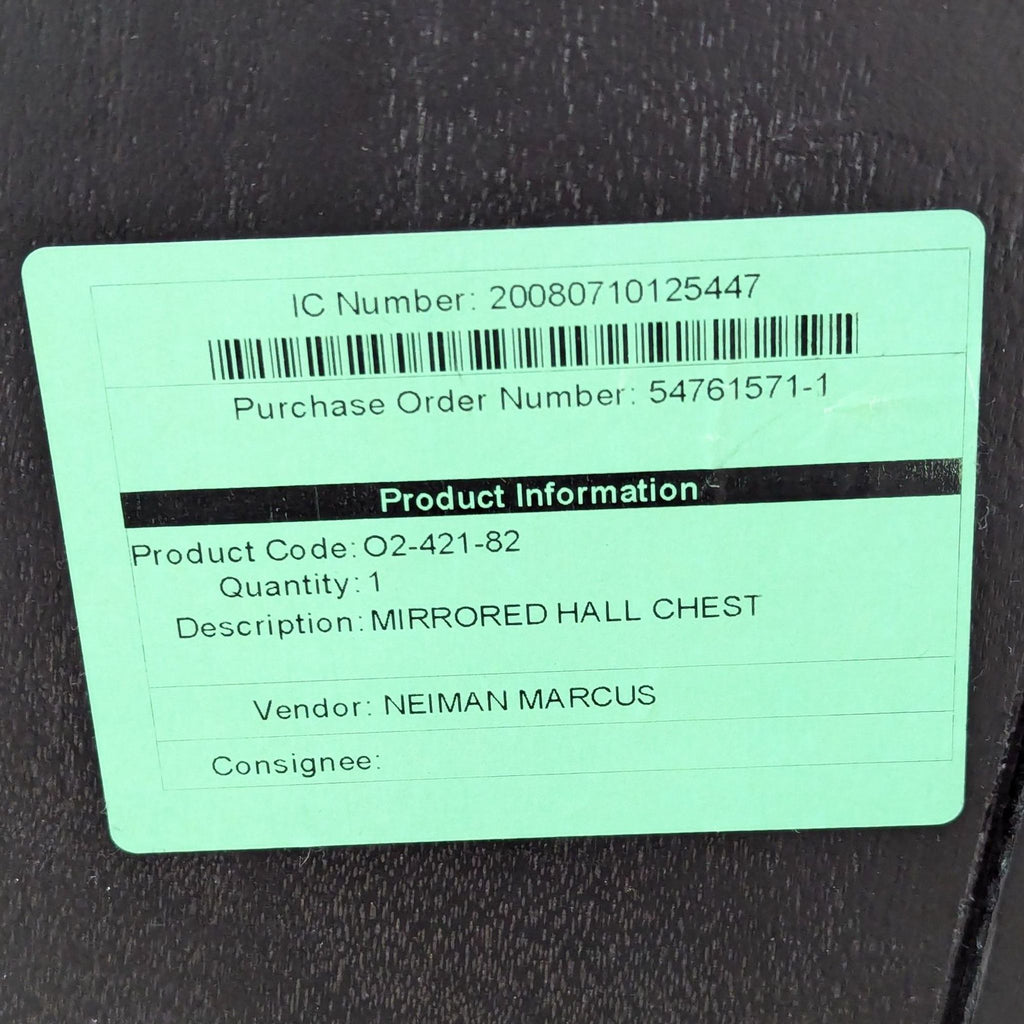 IC Number: 20080710125447
Purchase Order Number: 54761571-1
Product Information
Product Code: O2-421-82
Quantity: 1
Description: MIRRORED HALL CHEST
Vendor: NEIMAN MARCUS
Consignee: